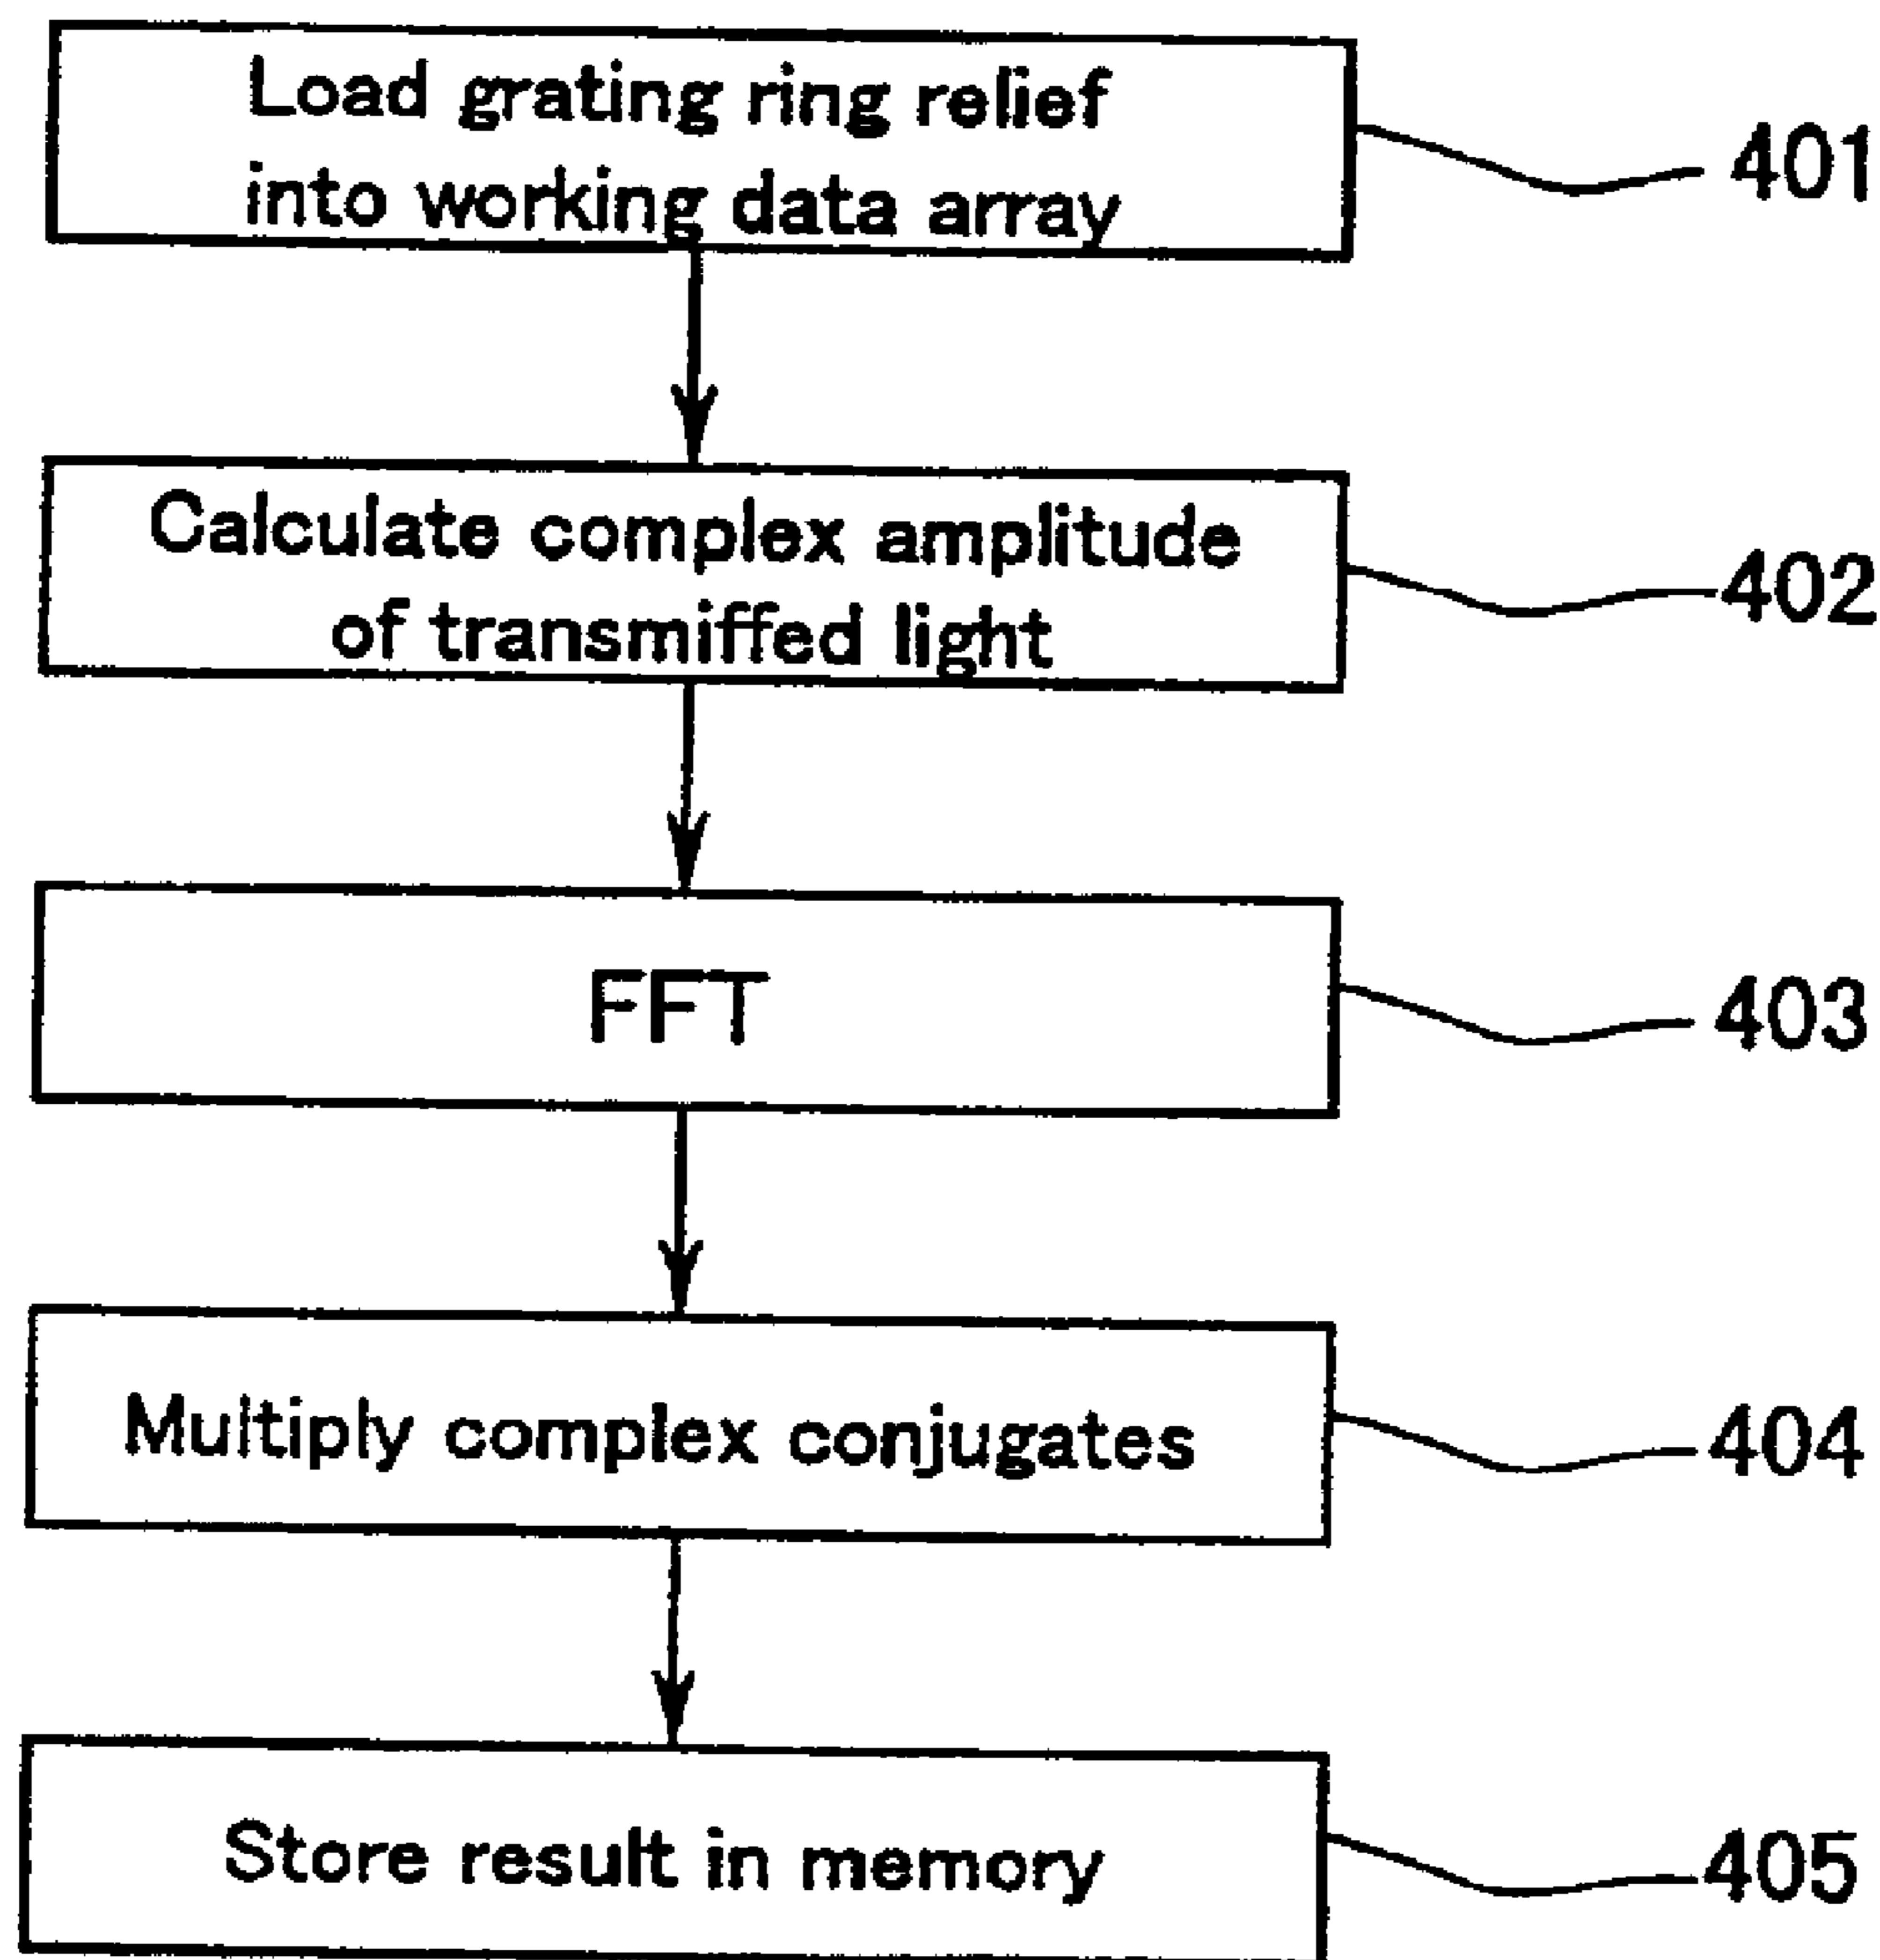 Load grating ring relief
into working data array
401
Calculate complex amplitude
of transmiffed light
402
FFT
403
Multiply complex conjugates
404
Store result in memory
405